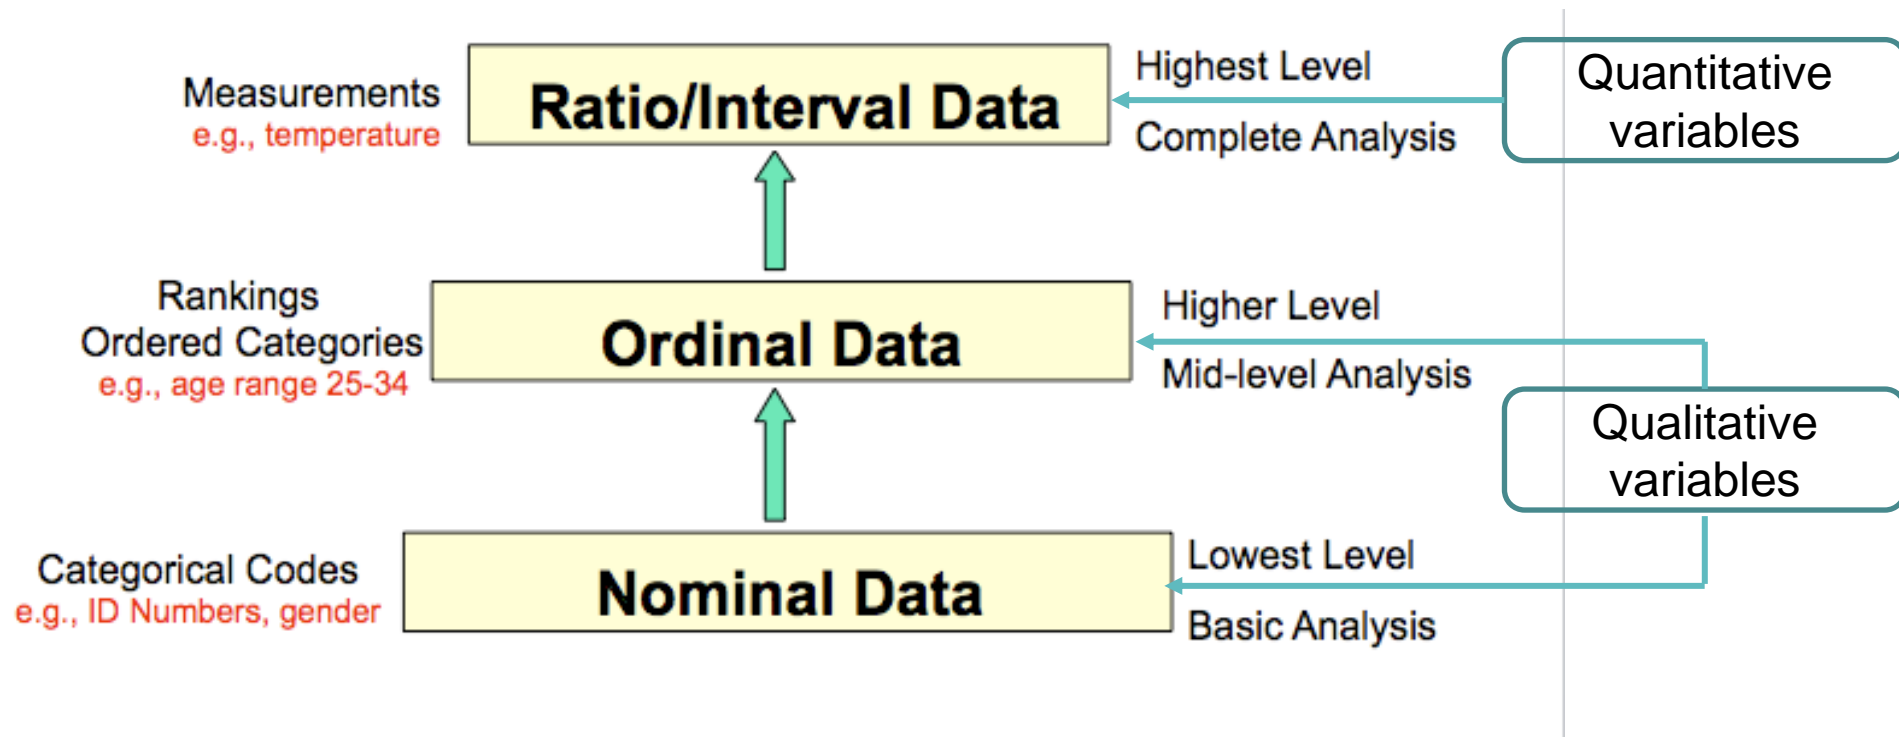 Measurements
e.g., temperature
Ratio/Interval Data
Highest Level
Complete Analysis
Quantitative
variables
Rankings
Ordered Categories
e.g., age range 25-34
Ordinal Data
Higher Level
Mid-level Analysis
Qualitative
variables
Categorical Codes
e.g., ID Numbers, gender
Nominal Data
Lowest Level
Basic Analysis